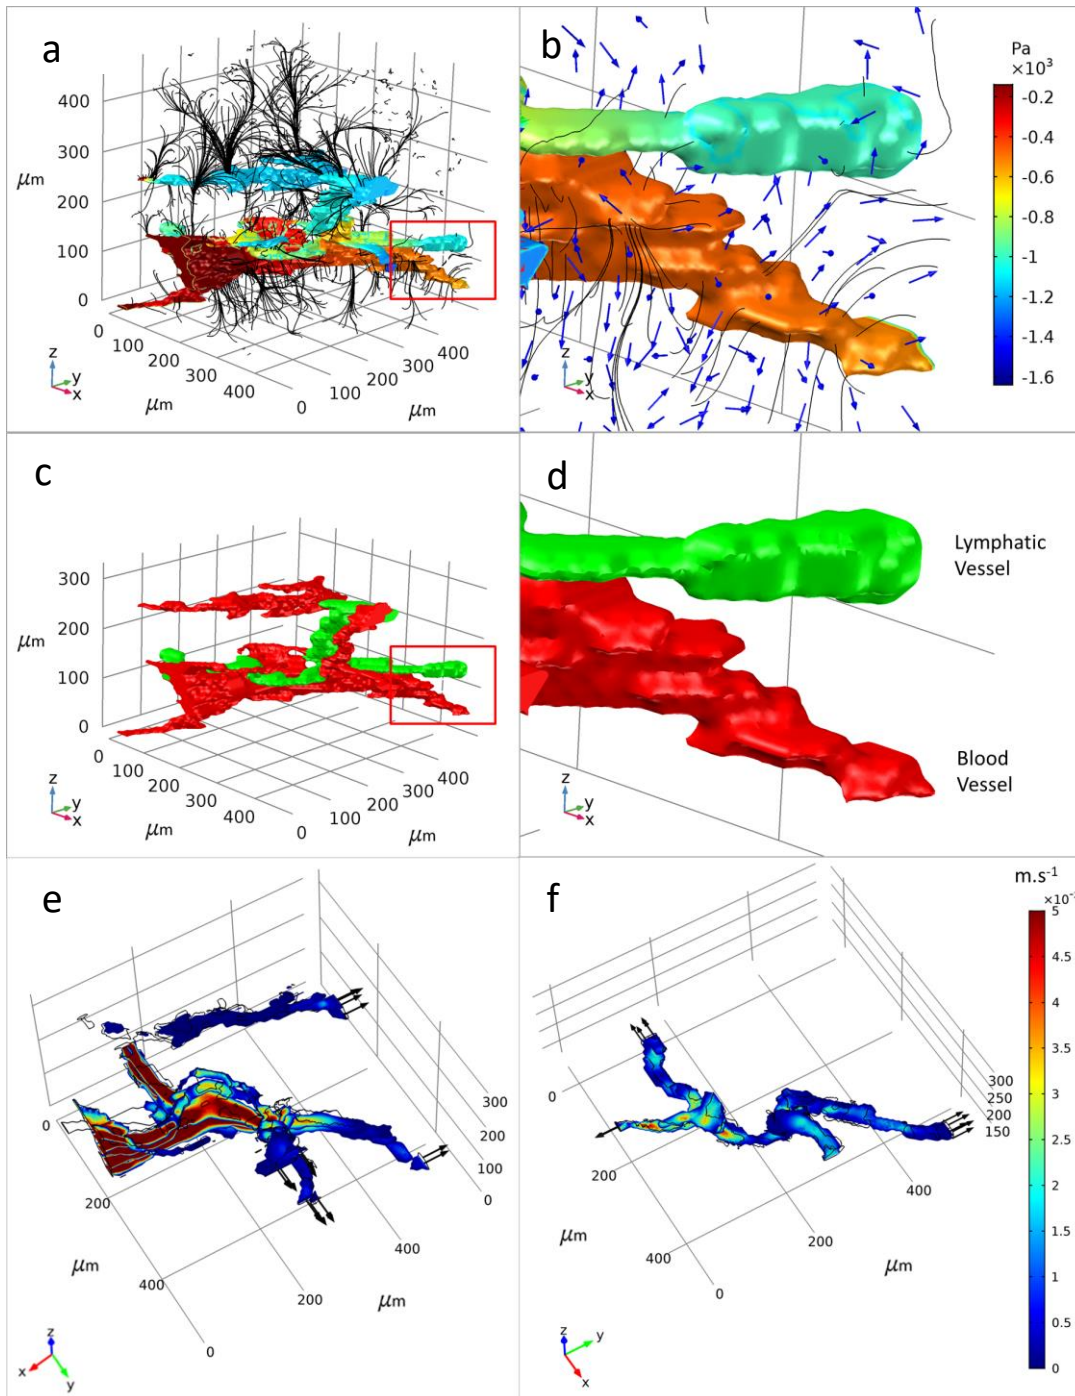 a
400
300
μm
200
100
0
0
100
200
300
400
μm
0
100
200
300
400
μm
z
y
x
b
Pa
×10³
-0.2
-0.4
-0.6
-0.8
-1
-1.2
-1.4
-1.6
z
y
x
c
300
200
μm
100
0
0
100
200
300
400
μm
0
100
200
300
400
μm
z
y
x
d
Lymphatic
Vessel
Blood
Vessel
z
y
x
e
0
200
400
μm
0
200
400
μm
300
200
100
0
z
x
y
f
m.s⁻¹
5
4.5
4
3.5
3
2.5
2
1.5
1
0.5
0
0
200
400
μm
0
200
400
μm
300
250
200
150
z
y
x